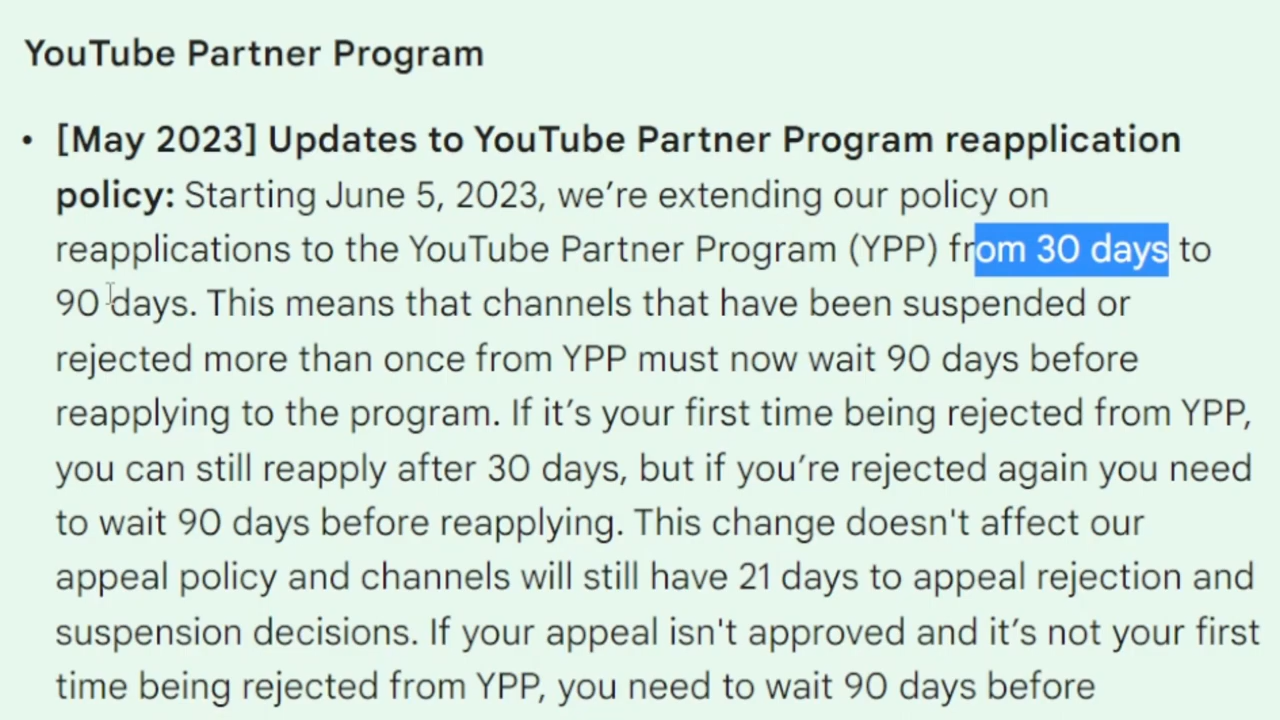 YouTube Partner Program
• [May 2023] Updates to YouTube Partner Program reapplication
policy: Starting June 5, 2023, we’re extending our policy on
reapplications to the YouTube Partner Program (YPP) from 30 days to
90 days. This means that channels that have been suspended or
rejected more than once from YPP must now wait 90 days before
reapplying to the program. If it’s your first time being rejected from YPP,
you can still reapply after 30 days, but if you’re rejected again you need
to wait 90 days before reapplying. This change doesn't affect our
appeal policy and channels will still have 21 days to appeal rejection and
suspension decisions. If your appeal isn't approved and it’s not your first
time being rejected from YPP, you need to wait 90 days before